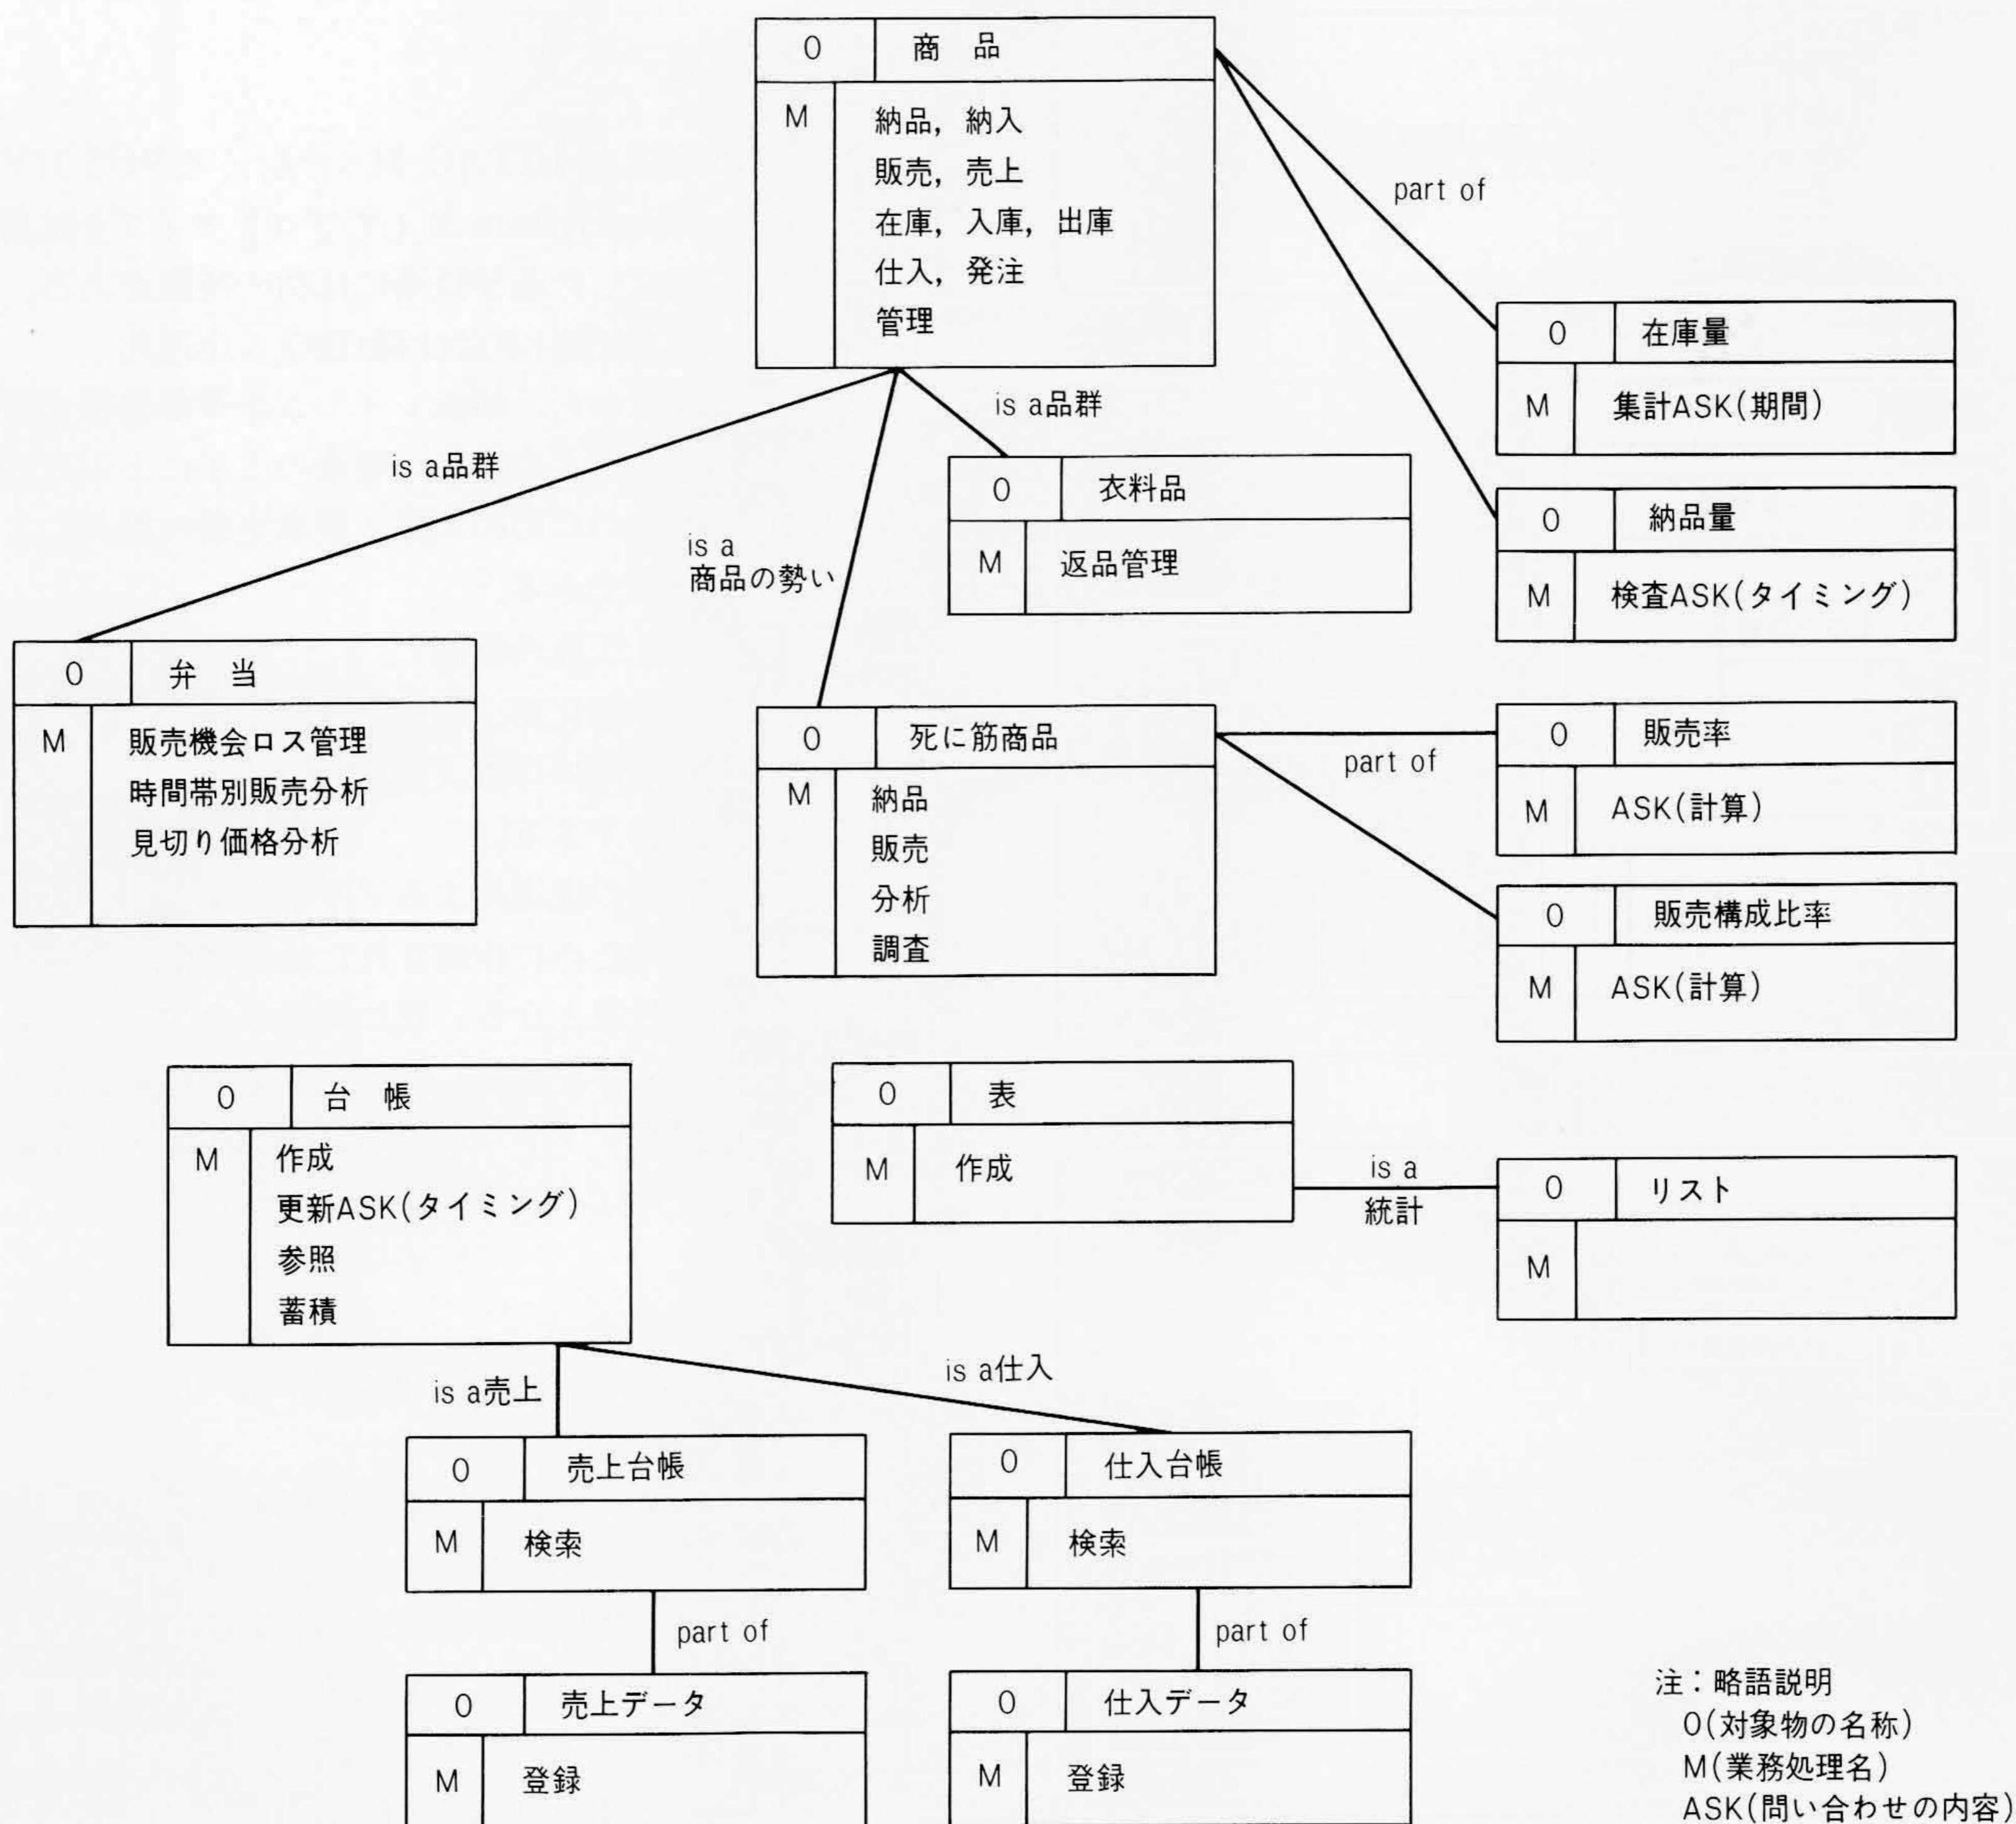 O 商 品
M 納品，納入
販売，売上
在庫，入庫，出庫
仕入，発注
管理
part of
O 在庫量
M 集計ASK(期間)
is a品群
is a品群
O 衣料品
M 返品管理
O 納品量
M 検査ASK(タイミング)
is a
商品の勢い
O 弁 当
M 販売機会ロス管理
時間帯別販売分析
見切り価格分析
O 死に筋商品
M 納品
販売
分析
調査
part of
O 販売率
M ASK(計算)
O 販売構成比率
M ASK(計算)
O 台 帳
M 作成
更新ASK(タイミング)
参照
蓄積
O 表
M 作成
is a
統計
O リスト
M
is a売上
is a仕入
O 売上台帳
M 検索
O 仕入台帳
M 検索
part of
part of
O 売上データ
M 登録
O 仕入データ
M 登録
注：略語説明
O(対象物の名称)
M(業務処理名)
ASK(問い合わせの内容)